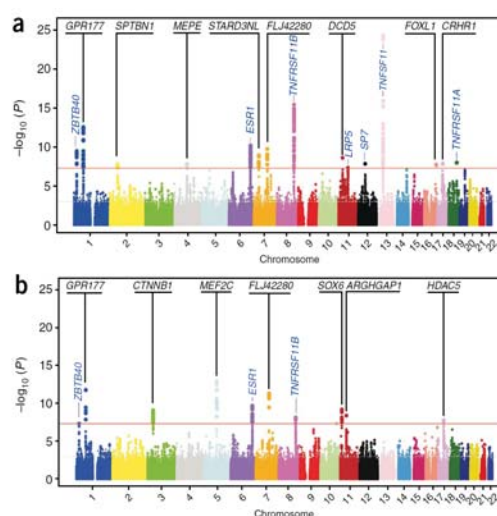 a
GPR177 SPTBN1 MEPE STARD3NL FLJ42280 DCD5 FOXL1 CRHR1
ZBTB40 ESR1 TNFRSF11B LRP5 SP7 TNFSF11 TNFRSF11A
−log10 (P)
25
20
15
10
5
0
1 2 3 4 5 6 7 8 9 10 11 12 13 14 15 16 17 18 19 20 21 22
Chromosome
b
GPR177 CTNNB1 MEF2C FLJ42280 SOX6 ARGHGAP1 HDAC5
ZBTB40 ESR1 TNFRSF11B
−log10 (P)
25
20
15
10
5
0
1 2 3 4 5 6 7 8 9 10 11 12 13 14 15 16 17 18 19 20 21 22
Chromosome